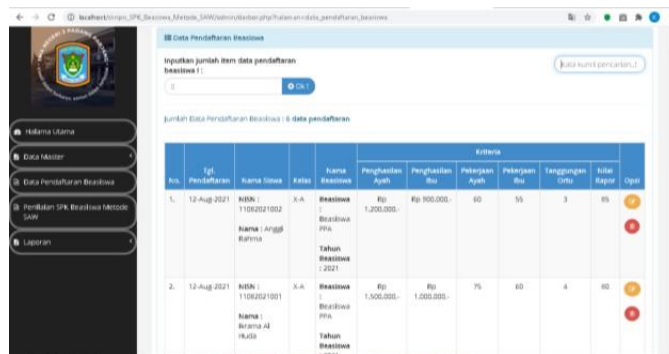 localhost/skripsi_SPK_Beasiswa_Metode_SAW/admin/dasbor.php?halaman=data_pendaftaran_beasiswa
Data Pendaftaran Beasiswa
Inputkan jumlah item data pendaftaran
beasiswa ! :
0
Ok !
Kata kunci pencarian..!
Jumlah Data Pendaftaran Beasiswa : 6 data pendaftaran
Halama Utama
Data Master
Data Pendaftaran Beasiswa
Penilaian SPK Beasiswa Metode
SAW
Laporan
Kriteria
No. Tgl. Pendaftaran Nama Siswa Kelas Nama Beasiswa Penghasilan Ayah Penghasilan Ibu Pekerjaan Ayah Pekerjaan Ibu Tanggungan Ortu Nilai Rapor Opsi
1. 12-Aug-2021 NISN : X-A Beasiswa Rp Rp 900.000,- 60 55 3 85
11082021002 : 1.200.000,-
Beasiswa
Nama : Anggi PPA
Rahma
Tahun
Beasiswa
: 2021
2. 12-Aug-2021 NISN : X-A Beasiswa Rp Rp 75 60 4 80
11082021001 : 1.500.000,- 1.000.000,-
Beasiswa
Nama : PPA
Ikrama Al
Huda Tahun
Beasiswa